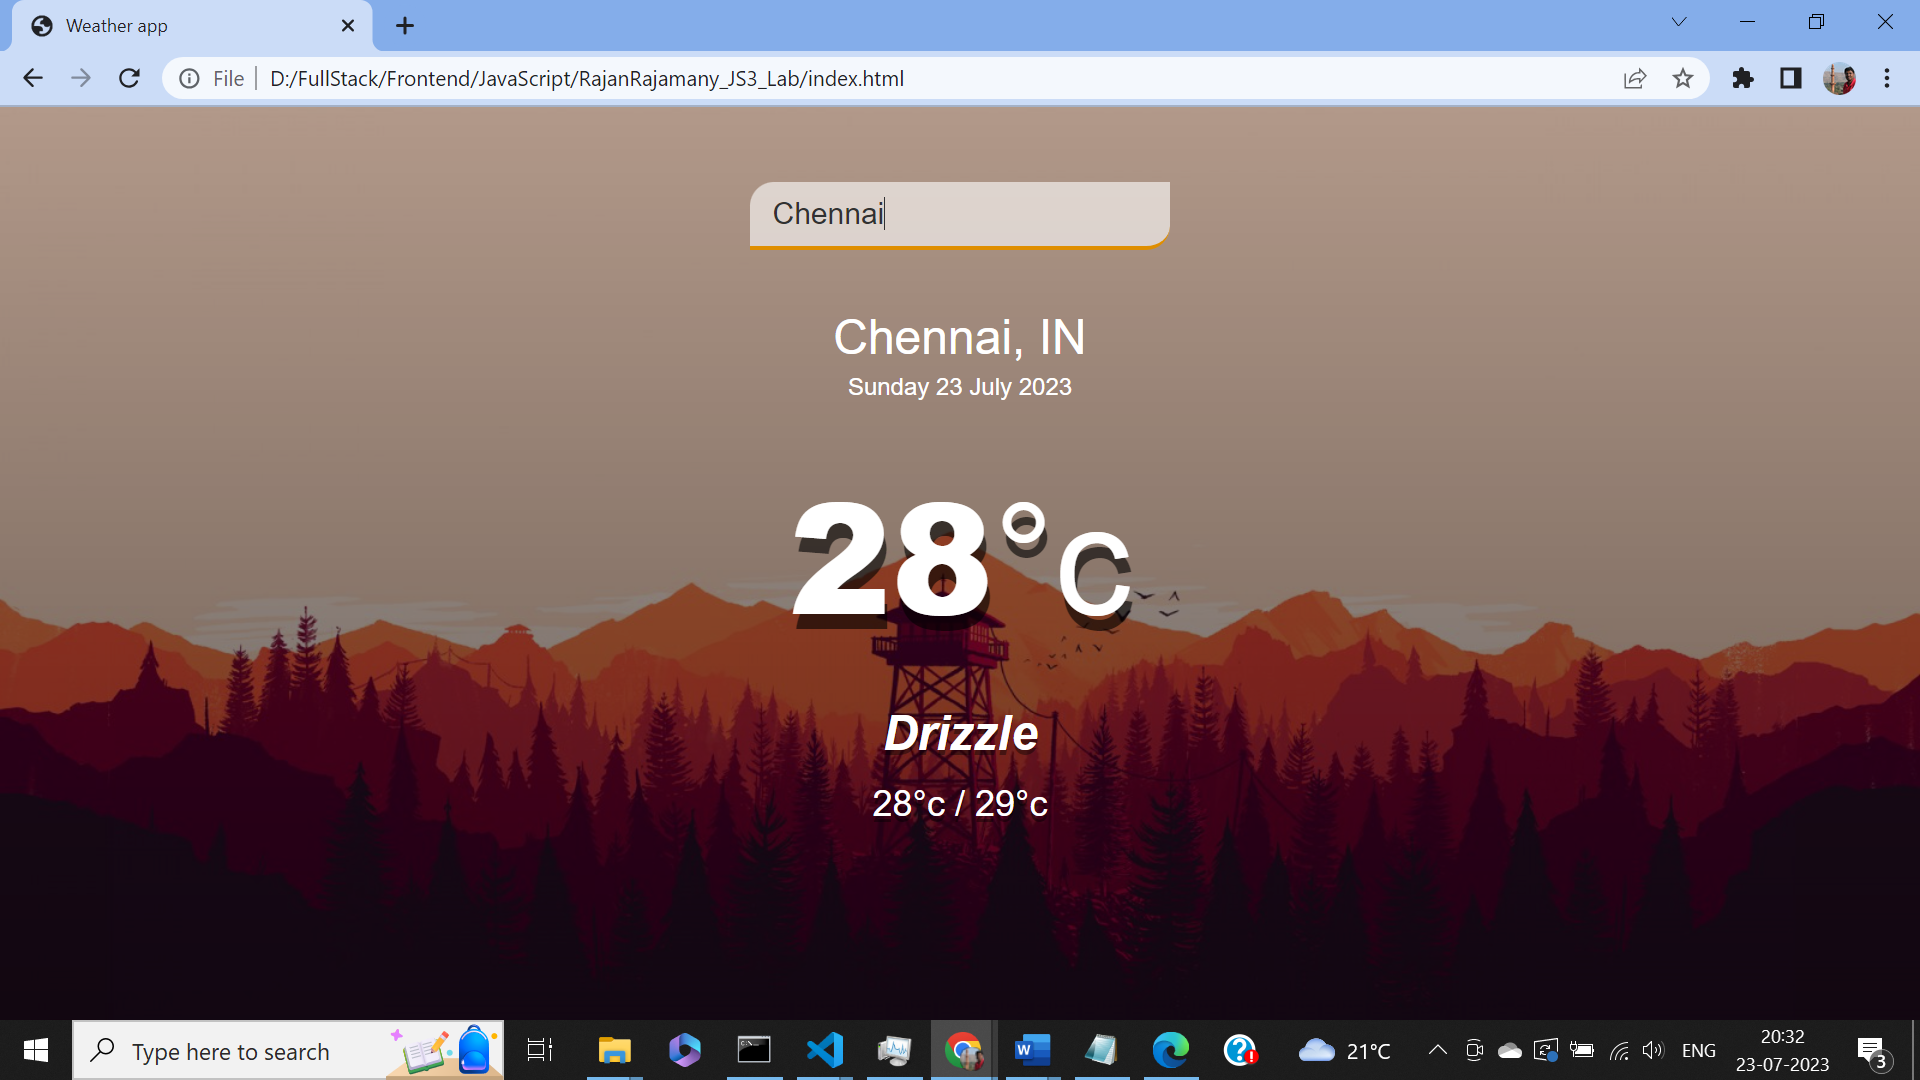 Weather app
File
D:/FullStack/Frontend/JavaScript/RajanRajamany_JS3_Lab/index.html
Chennai
Chennai, IN
Sunday 23 July 2023
28°c
Drizzle
28°c / 29°c
Type here to search
21°C
ENG
20:32
23-07-2023
3